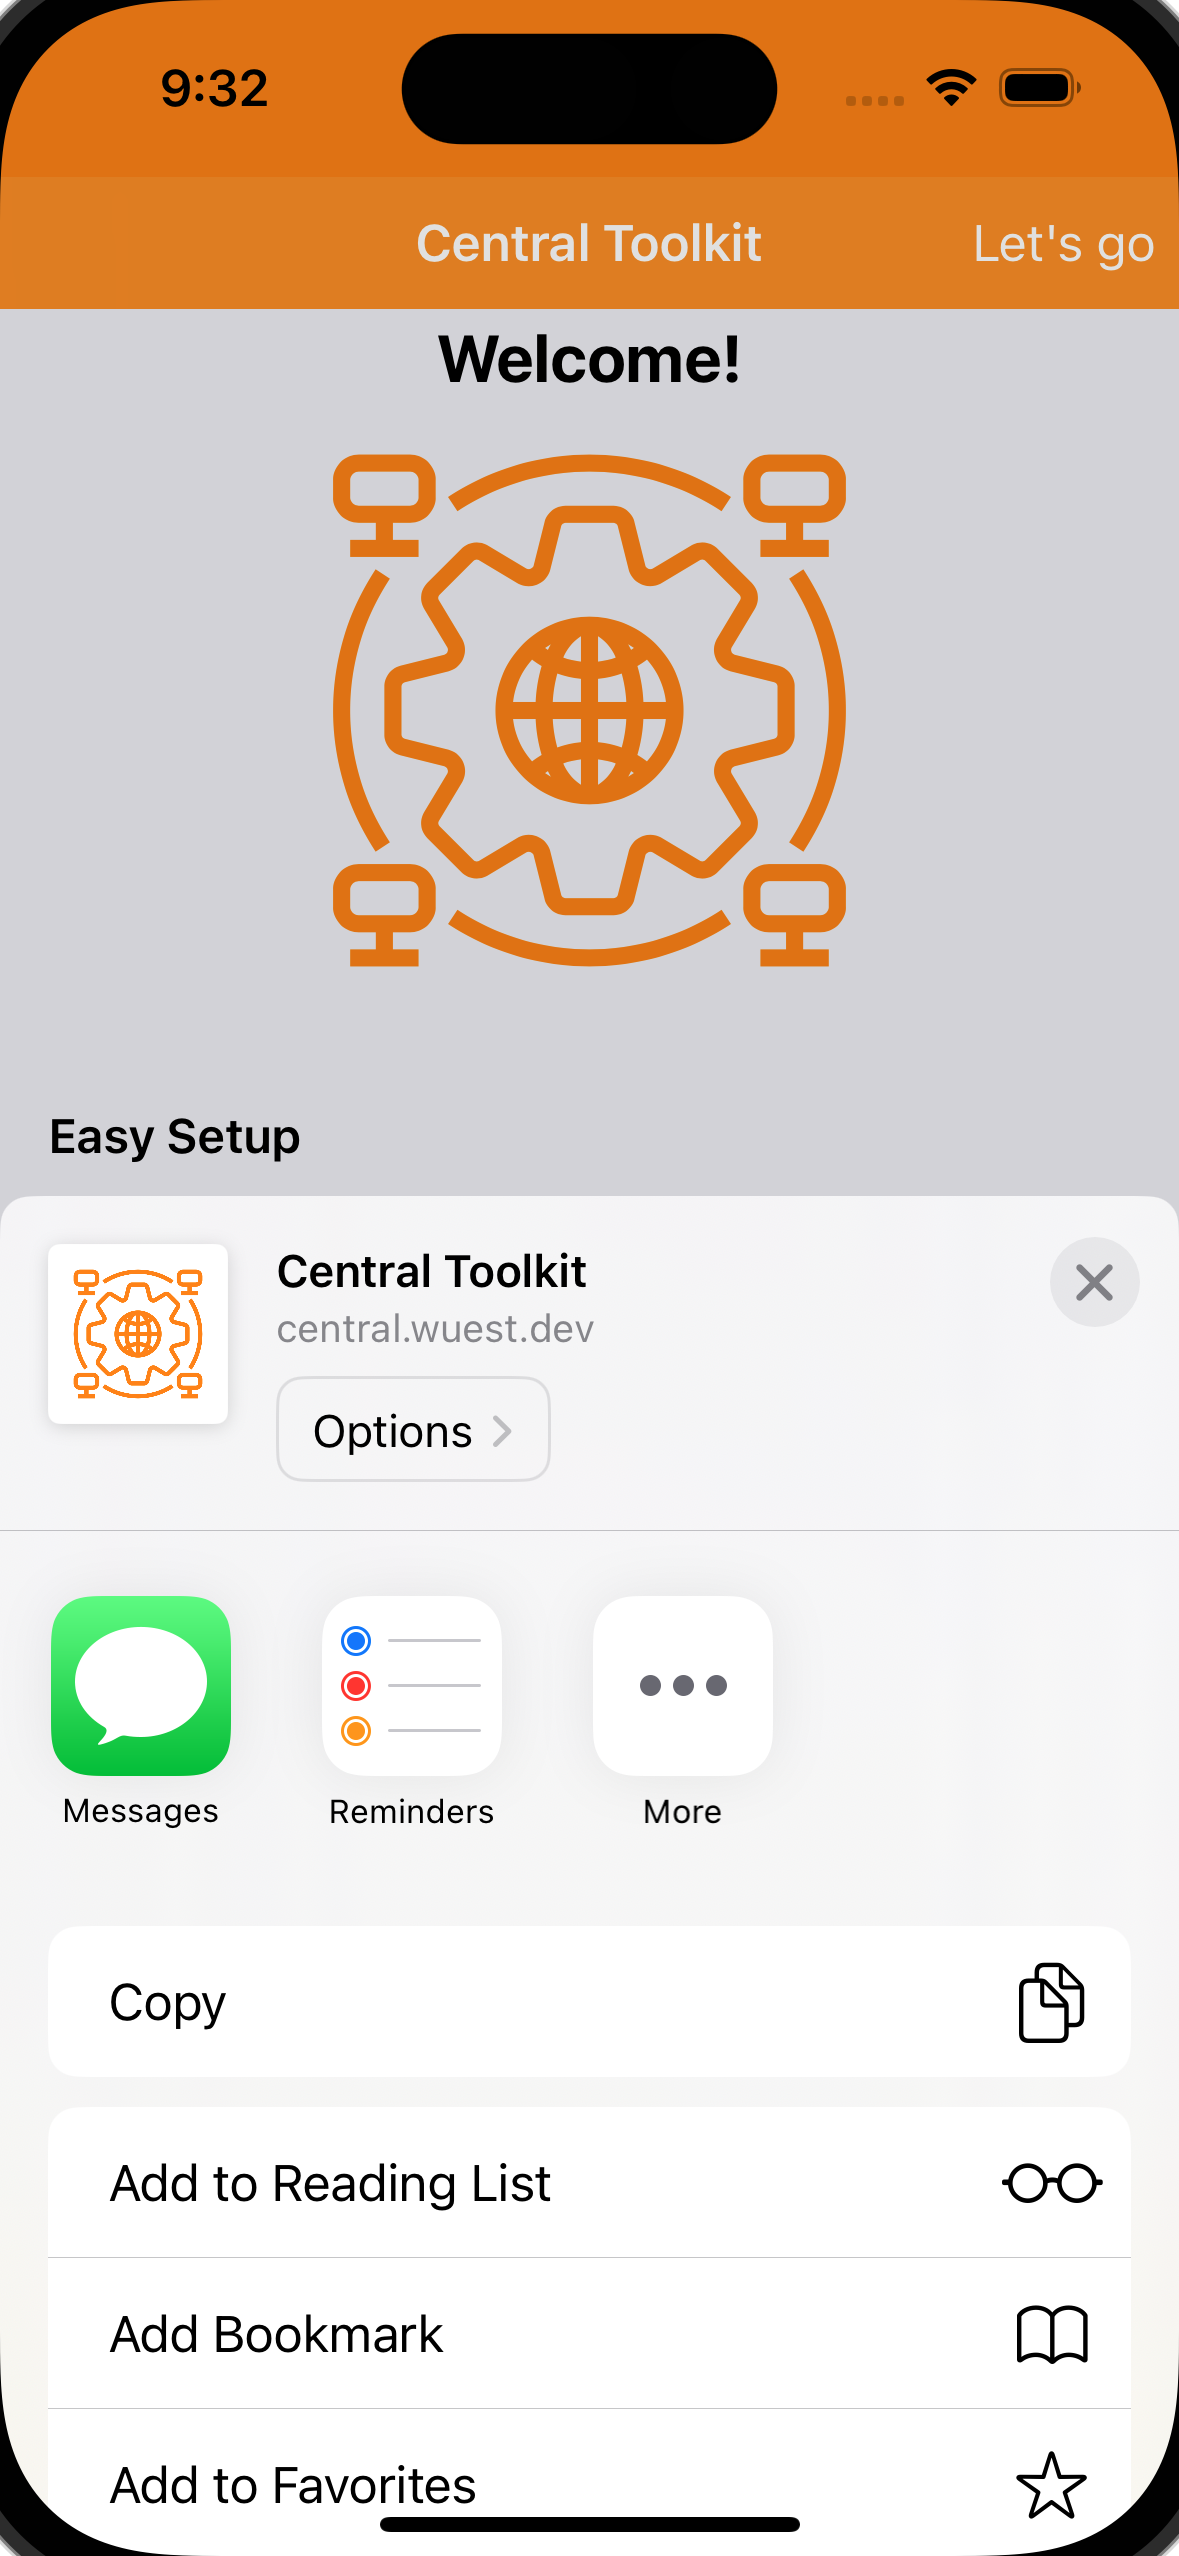 9:32
Central Toolkit
Let's go
Welcome!
Easy Setup
Central Toolkit
central.wuest.dev
Options
Messages
Reminders
More
Copy
Add to Reading List
Add Bookmark
Add to Favorites